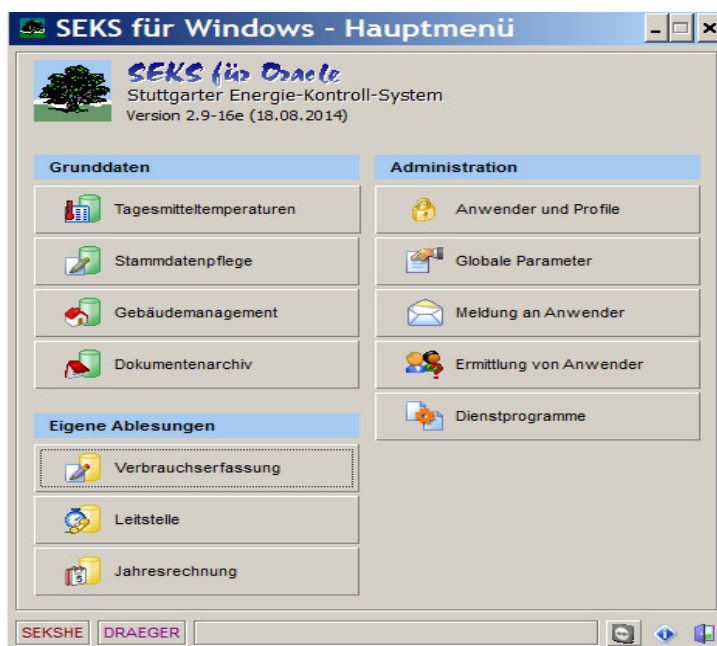 SEKS für Windows - Hauptmenü
SEKS für Oracle
Stuttgarter Energie-Kontroll-System
Version 2.9-16e (18.08.2014)
Grunddaten
Tagesmitteltemperaturen
Stammdatenpflege
Gebäudemanagement
Dokumentenarchiv
Eigene Ablesungen
Verbrauchserfassung
Leitstelle
Jahresrechnung
Administration
Anwender und Profile
Globale Parameter
Meldung an Anwender
Ermittlung von Anwender
Dienstprogramme
SEKSHE DRAEGER